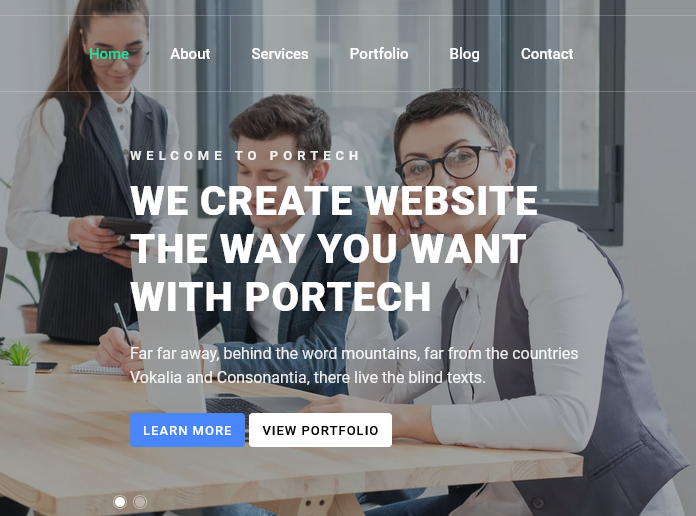 Home About Services Portfolio Blog Contact
WELCOME TO PORTECH
WE CREATE WEBSITE
THE WAY YOU WANT
WITH PORTECH
Far far away, behind the word mountains, far from the countries
Vokalia and Consonantia, there live the blind texts.
LEARN MORE VIEW PORTFOLIO